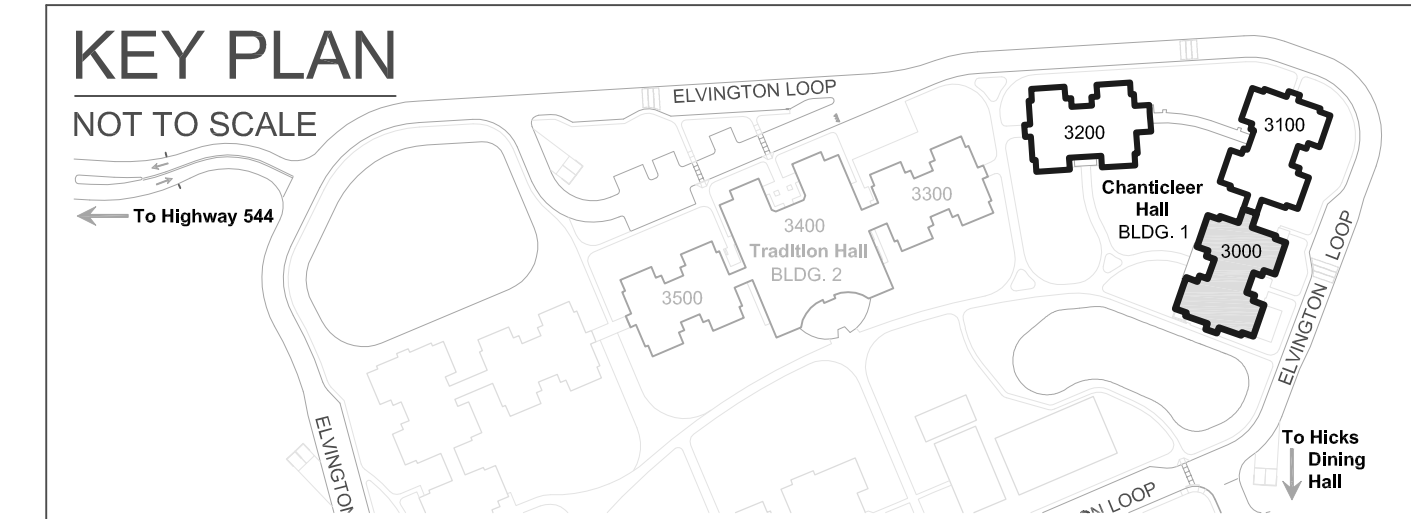 KEY PLAN
NOT TO SCALE
ELVINGTON LOOP
To Highway 544
3200
3100
Chanticleer
Hall
BLDG. 1
3000
3300
3400
Tradition Hall
BLDG. 2
3500
ELVINGTON LOOP
ELVINGTON
ON LOOP
To Hicks
Dining
Hall